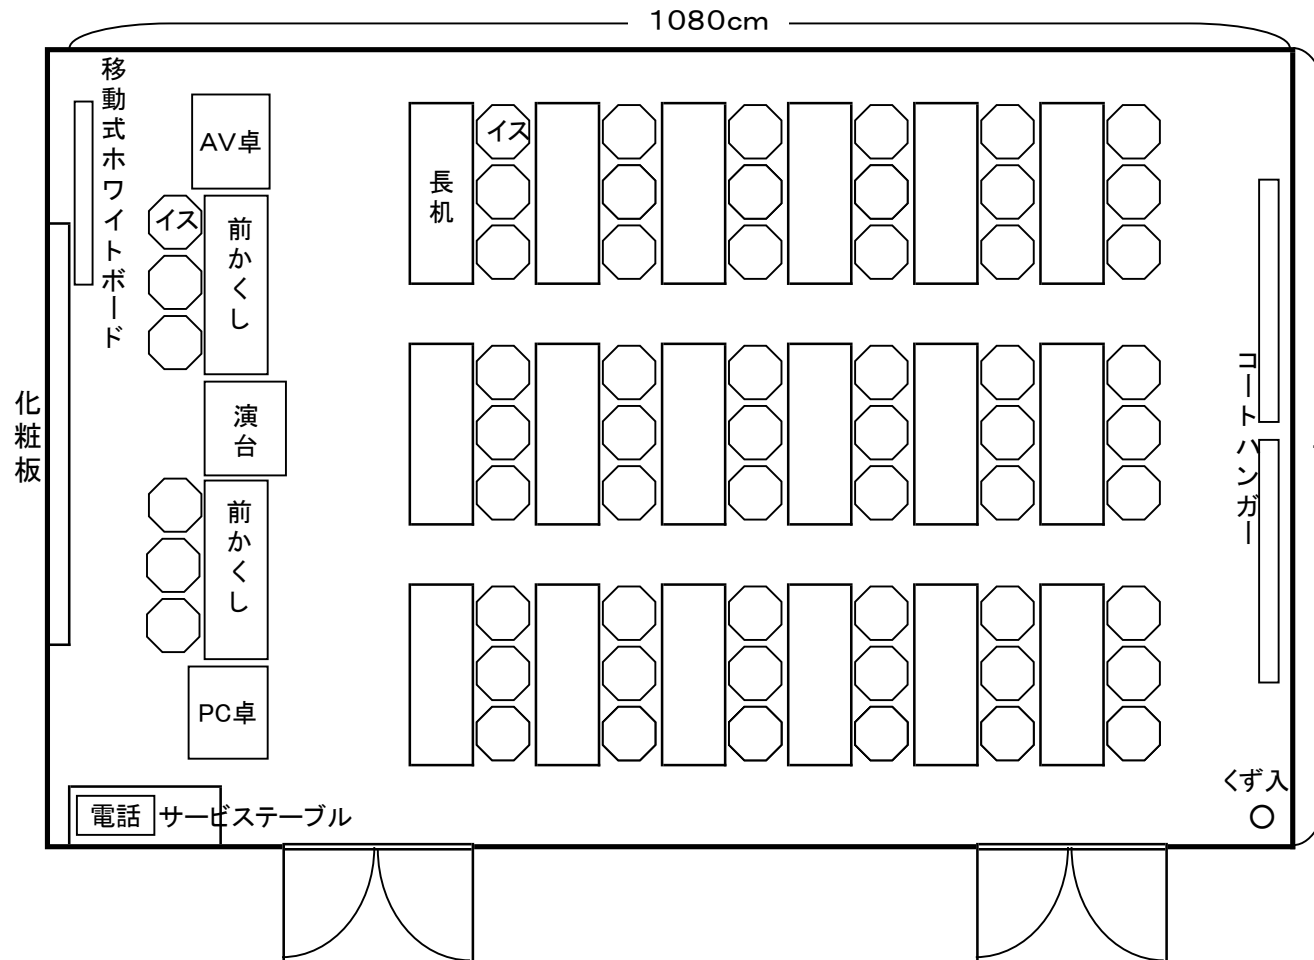 1080cm
移動式ホワイトボード
AV卓
イス
長机
イス
前かくし
化粧板
演台
コートハンガー
前かくし
PC卓
くず入
電話
サービステーブル